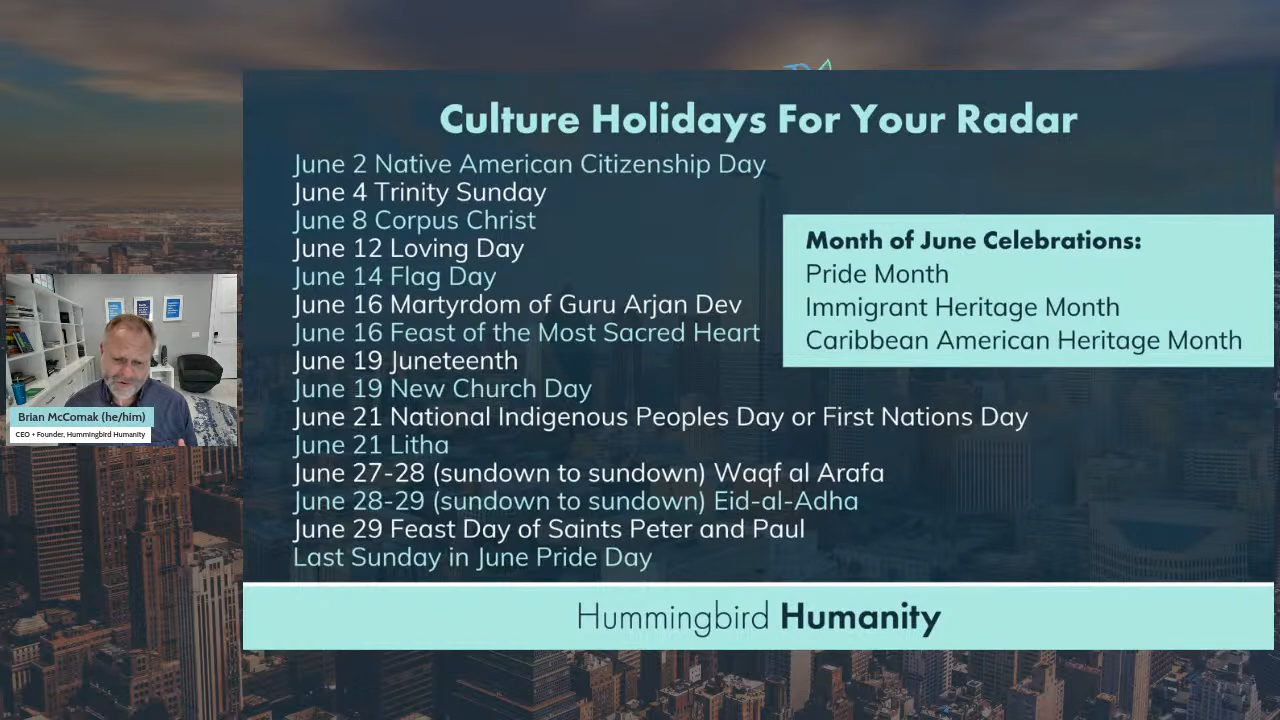 Culture Holidays For Your Radar
June 2 Native American Citizenship Day
June 4 Trinity Sunday
June 8 Corpus Christ
June 12 Loving Day
June 14 Flag Day
June 16 Martyrdom of Guru Arjan Dev
June 16 Feast of the Most Sacred Heart
June 19 Juneteenth
June 19 New Church Day
June 21 National Indigenous Peoples Day or First Nations Day
June 21 Litha
June 27-28 (sundown to sundown) Waqf al Arafa
June 28-29 (sundown to sundown) Eid-al-Adha
June 29 Feast Day of Saints Peter and Paul
Last Sunday in June Pride Day
Month of June Celebrations:
Pride Month
Immigrant Heritage Month
Caribbean American Heritage Month
Brian McComak (he/him)
CEO + Founder, Hummingbird Humanity
Hummingbird Humanity